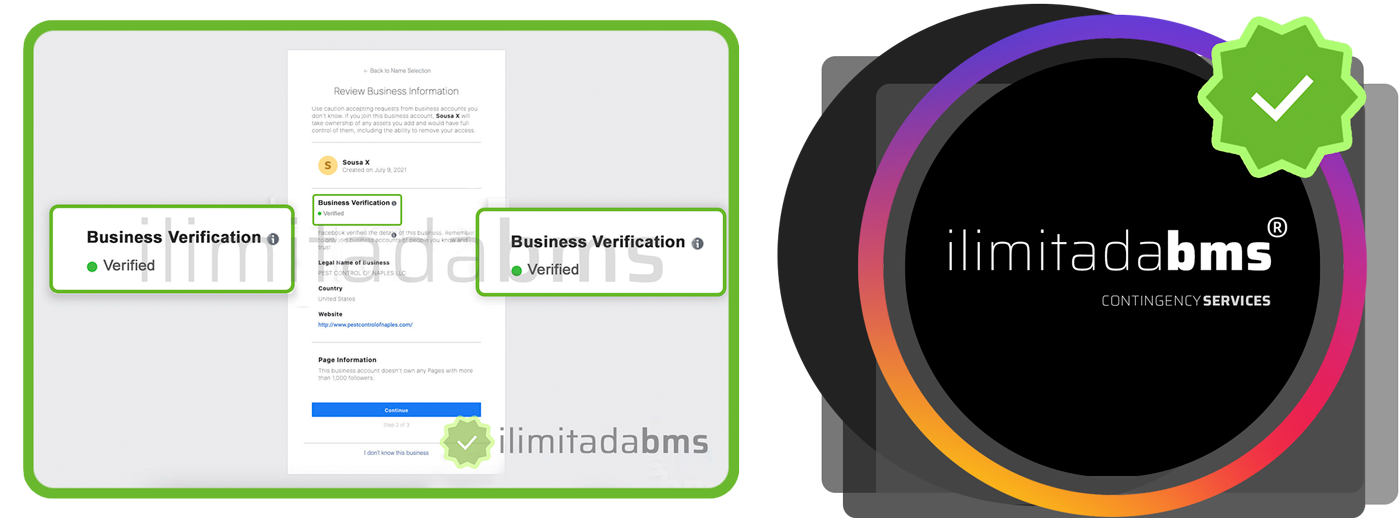 ← Back to Name Selection
Review Business Information
Use caution accepting requests from business accounts you
don't know. If you join this business account, Sousa X will
take ownership of any assets you add and would have full
control of them, including the ability to remove your access.
S
Sousa X
Created on July 9, 2021
Business Verification
Verified
Facebook verified the details of this business. Remember
to only join business accounts of people you know and
trust
Legal Name of Business
PEST CONTROL OF NAPLES LLC
Country
United States
Website
http://www.pestcontrolofnaples.com/
Page Information
This business account doesn't own any Pages with more
than 1,000 followers.
Continue
Step 2 of 3
I don't know this business
Business Verification
Verified
Business Verification
Verified
ilimitadabms
ilimitadabms
ilimitadabms®
CONTINGENCY SERVICES